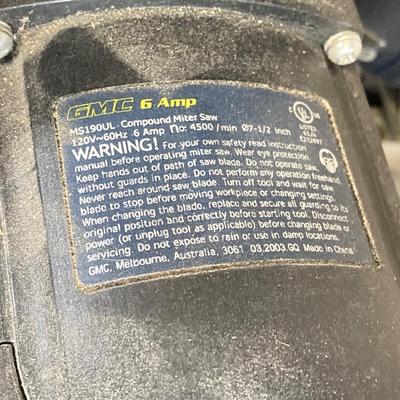 GMC 6 Amp
MS190UL Compound Miter Saw
120V~60Hz 6 Amp no: 4500/min Ø7-1/2 Inch
C UL US
LISTED
WARNING! For your own safety read instruction
manual before operating miter saw. Wear eye protection.
Keep hands out of path of saw blade. Do not operate saw
without guards in place. Do not perform any operation freehand.
Never reach around saw blade. Turn off tool and wait for saw
blade to stop before moving workpiece or changing settings.
When changing the blade, replace and secure all guarding to its
original position and correctly before starting tool. Disconnect
power (or unplug tool as applicable) before changing blade or
servicing. Do not expose to rain or use in damp locations.
GMC, Melbourne, Australia, 3061 03.2003.GQ Made in China